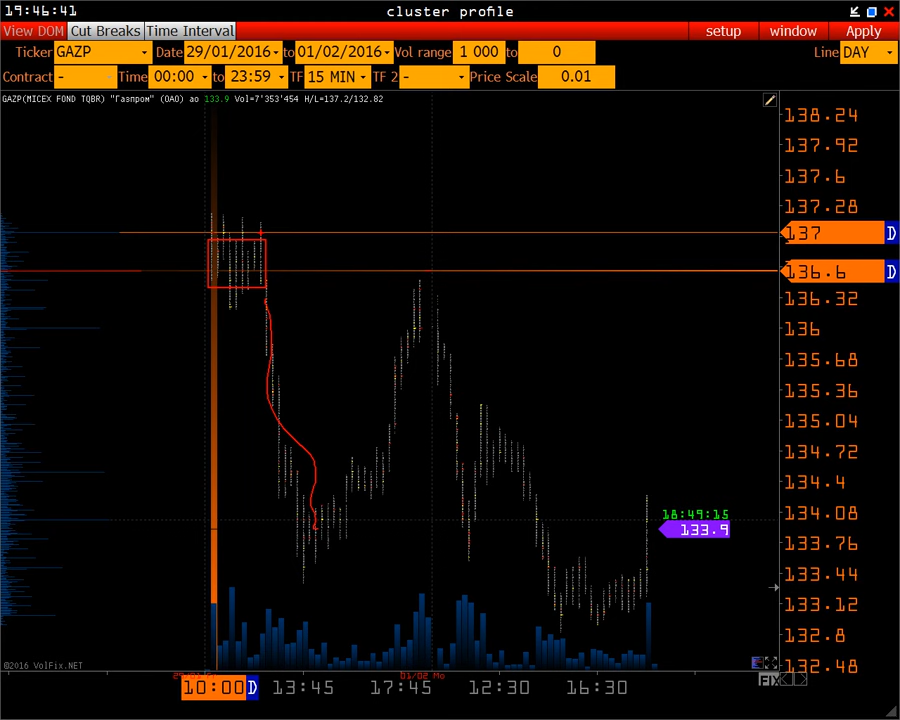 19:46:41 cluster profile
View DOM Cut Breaks Time Interval setup window Apply
Ticker GAZP Date 29/01/2016 to 01/02/2016 Vol range 1 000 to 0 Line DAY
Contract - Time 00:00 to 23:59 TF 15 MIN TF 2 - Price Scale 0.01
GAZP(MICEX FOND TQBR) "Газпром" (ОАО) ао 133.9 Vol=7'353'454 H/L=137.2/132.82
138.24
137.92
137.6
137.28
137 D
136.6 D
136.32
136
135.68
135.36
135.04
134.72
134.4
134.08
18:49:15
133.9
133.76
133.44
133.12
132.8
132.48
©2016 VolFix.NET
FIX
01/02 Mo
10:00 D 13:45 17:45 12:30 16:30